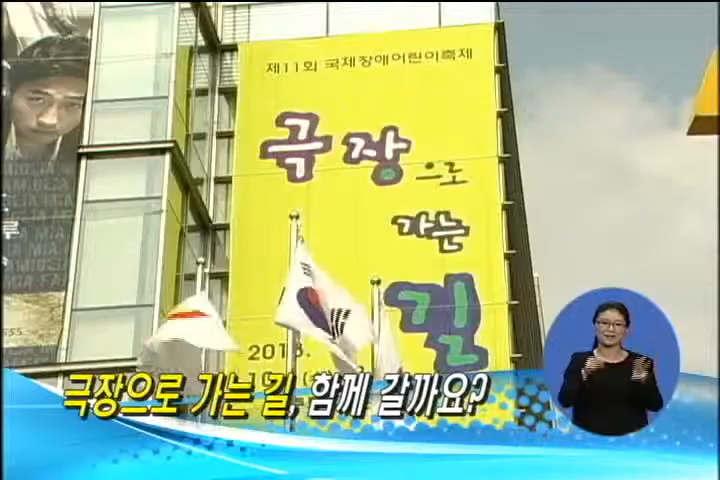 제11회 국제장애어린이축제
극장으로
가는
길
극장으로 가는 길, 함께 갈까요?